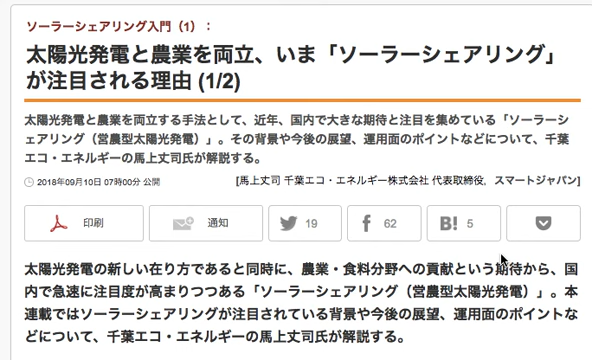 ソーラーシェアリング入門（1）：
太陽光発電と農業を両立、いま「ソーラーシェアリング」
が注目される理由 (1/2)
太陽光発電と農業を両立する手法として、近年、国内で大きな期待と注目を集めている「ソーラーシ
ェアリング（営農型太陽光発電）」。その背景や今後の展望、運用面のポイントなどについて、千葉
エコ・エネルギーの馬上丈司氏が解説する。
2018年09月10日 07時00分 公開
[馬上丈司 千葉エコ・エネルギー株式会社 代表取締役，スマートジャパン]
印刷
通知
19
62
B! 5
太陽光発電の新しい在り方であると同時に、農業・食料分野への貢献という期待から、国
内で急速に注目度が高まりつつある「ソーラーシェアリング（営農型太陽光発電）」。本
連載ではソーラーシェアリングが注目されている背景や今後の展望、運用面のポイントな
どについて、千葉エコ・エネルギーの馬上丈司氏が解説する。